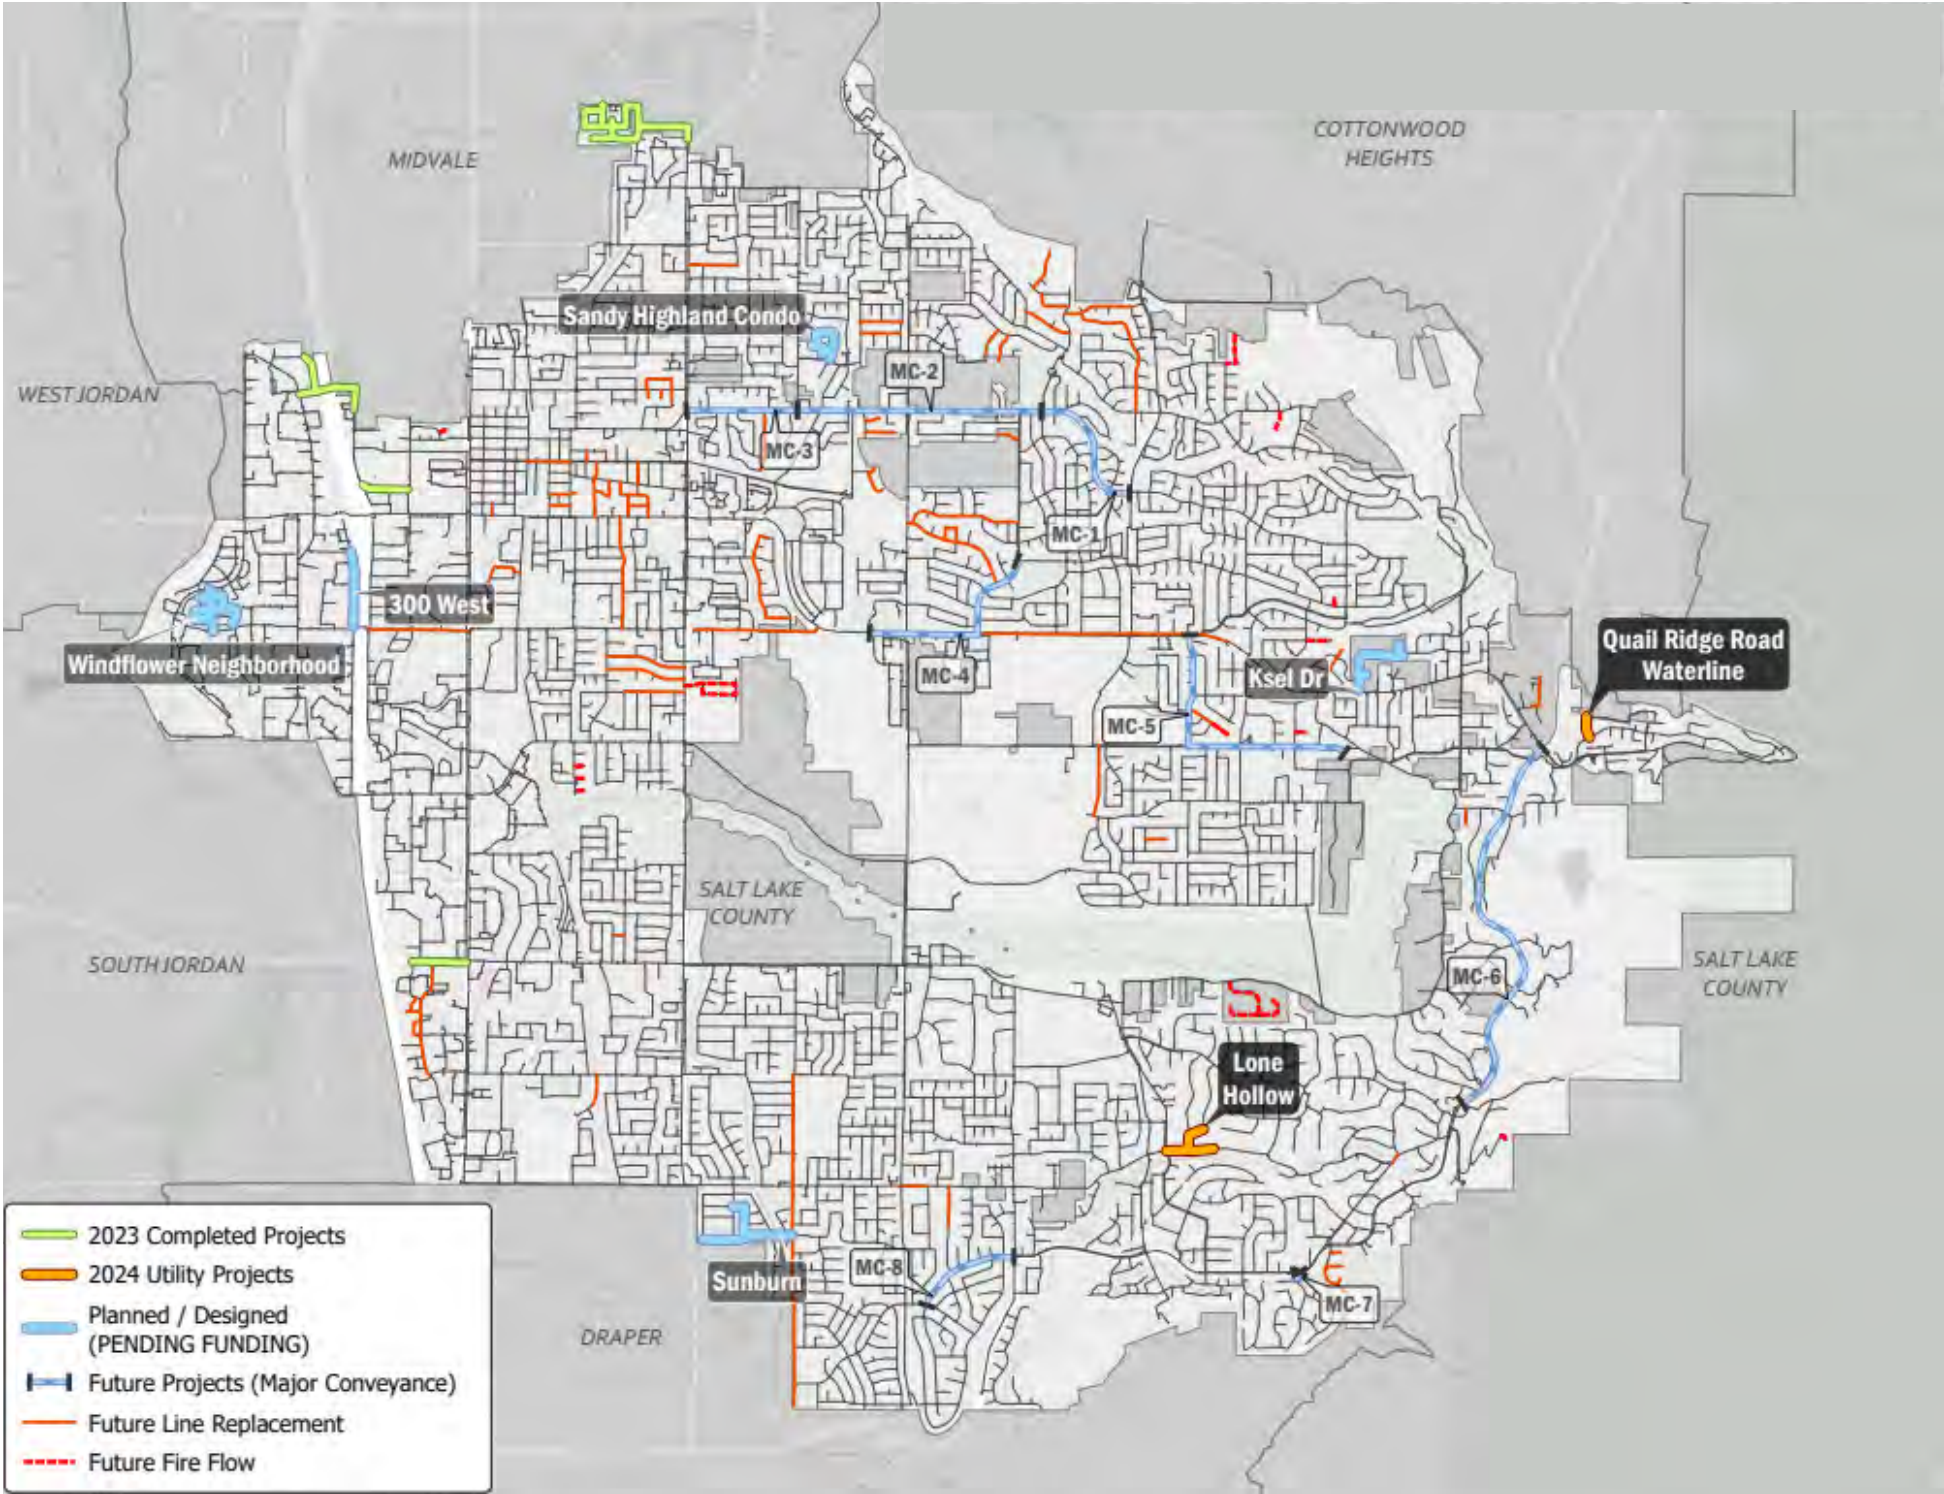 COTTONWOOD
HEIGHTS
MIDVALE
Sandy Highland Condo
MC-2
WEST JORDAN
MC-3
MC-1
300 West
Windflower Neighborhood
Quail Ridge Road
Waterline
MC-4
Ksel Dr
MC-5
SALT LAKE
COUNTY
SOUTH JORDAN
MC-6
SALT LAKE
COUNTY
Lone
Hollow
MC-8
Sunburn
MC-7
DRAPER
2023 Completed Projects
2024 Utility Projects
Planned / Designed
(PENDING FUNDING)
Future Projects (Major Conveyance)
Future Line Replacement
Future Fire Flow